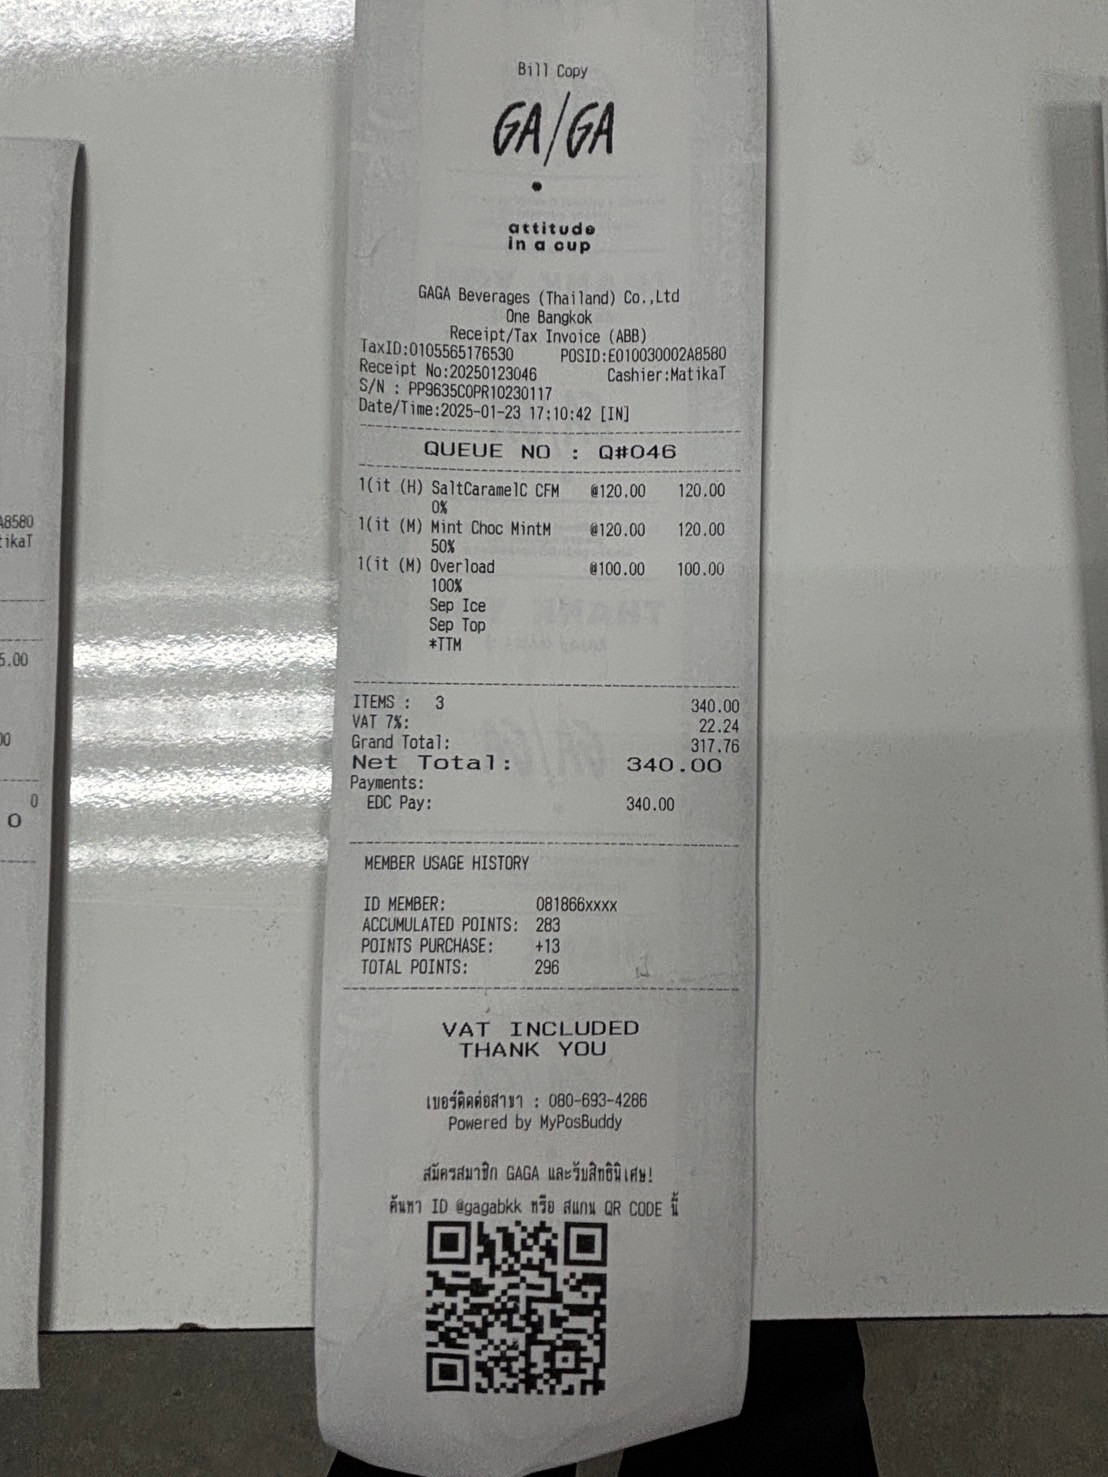 Bill Copy
GA/GA
attitude
in a cup
GAGA Beverages (Thailand) Co.,Ltd
One Bangkok
Receipt/Tax Invoice (ABB)
TaxID:0105565176530 POSID:E010030002A8580
Receipt No:20250123046 Cashier:MatikaT
S/N : PP9635COPR10230117
Date/Time:2025-01-23 17:10:42 [IN]
QUEUE NO : Q#046
1(it (H) SaltCaramelC CFM @120.00 120.00
0%
1(it (M) Mint Choc MintM @120.00 120.00
50%
1(it (M) Overload @100.00 100.00
100%
Sep Ice
Sep Top
*TTM
ITEMS : 3 340.00
VAT 7%: 22.24
Grand Total: 317.76
Net Total: 340.00
Payments:
EDC Pay: 340.00
MEMBER USAGE HISTORY
ID MEMBER: 081866xxxx
ACCUMULATED POINTS: 283
POINTS PURCHASE: +13
TOTAL POINTS: 296
VAT INCLUDED
THANK YOU
เบอร์ติดต่อสาขา : 080-693-4286
Powered by MyPosBuddy
สมัครสมาชิก GAGA และรับสิทธิพิเศษ!
ค้นหา ID @gagabkk หรือ สแกน QR CODE นี้
A8580
tikaT
5.00
00
0
0